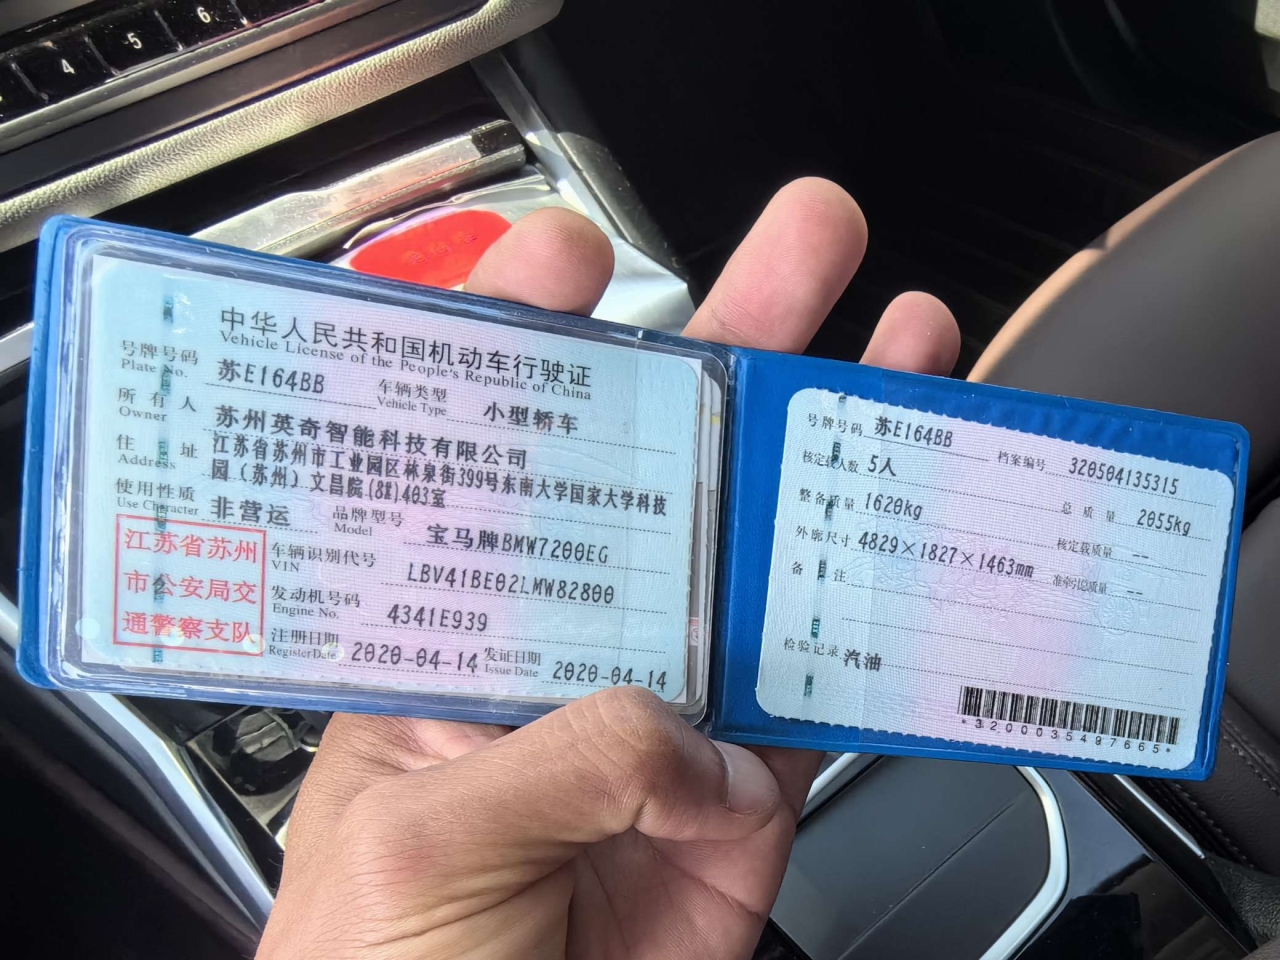 4
5
6
中华人民共和国机动车行驶证
Vehicle License of the People's Republic of China
号牌号码 苏E164BB 车辆类型 小型轿车
Plate No. Vehicle Type
所有人 苏州英奇智能科技有限公司
Owner
住址 江苏省苏州市工业园区林泉街399号东南大学国家大学科技
Address 园(苏州)文昌院(8#)403室
使用性质 非营运 品牌型号 宝马牌BMW7200EG
Use Character Model
江苏省苏州
市公安局交
通警察支队
车辆识别代号 LBV41BE02LMW82800
VIN
发动机号码 4341E939
Engine No.
注册日期 2020-04-14 发证日期 2020-04-14
Register Date Issue Date
号牌号码 苏E164BB 档案编号 320504135315
核定载人数 5人 总质量 2055kg
整备质量 1620kg 核定载质量 --
外廓尺寸 4829×1827×1463mm 准牵引总质量 --
备注
检验记录 汽油
*3200035497665*